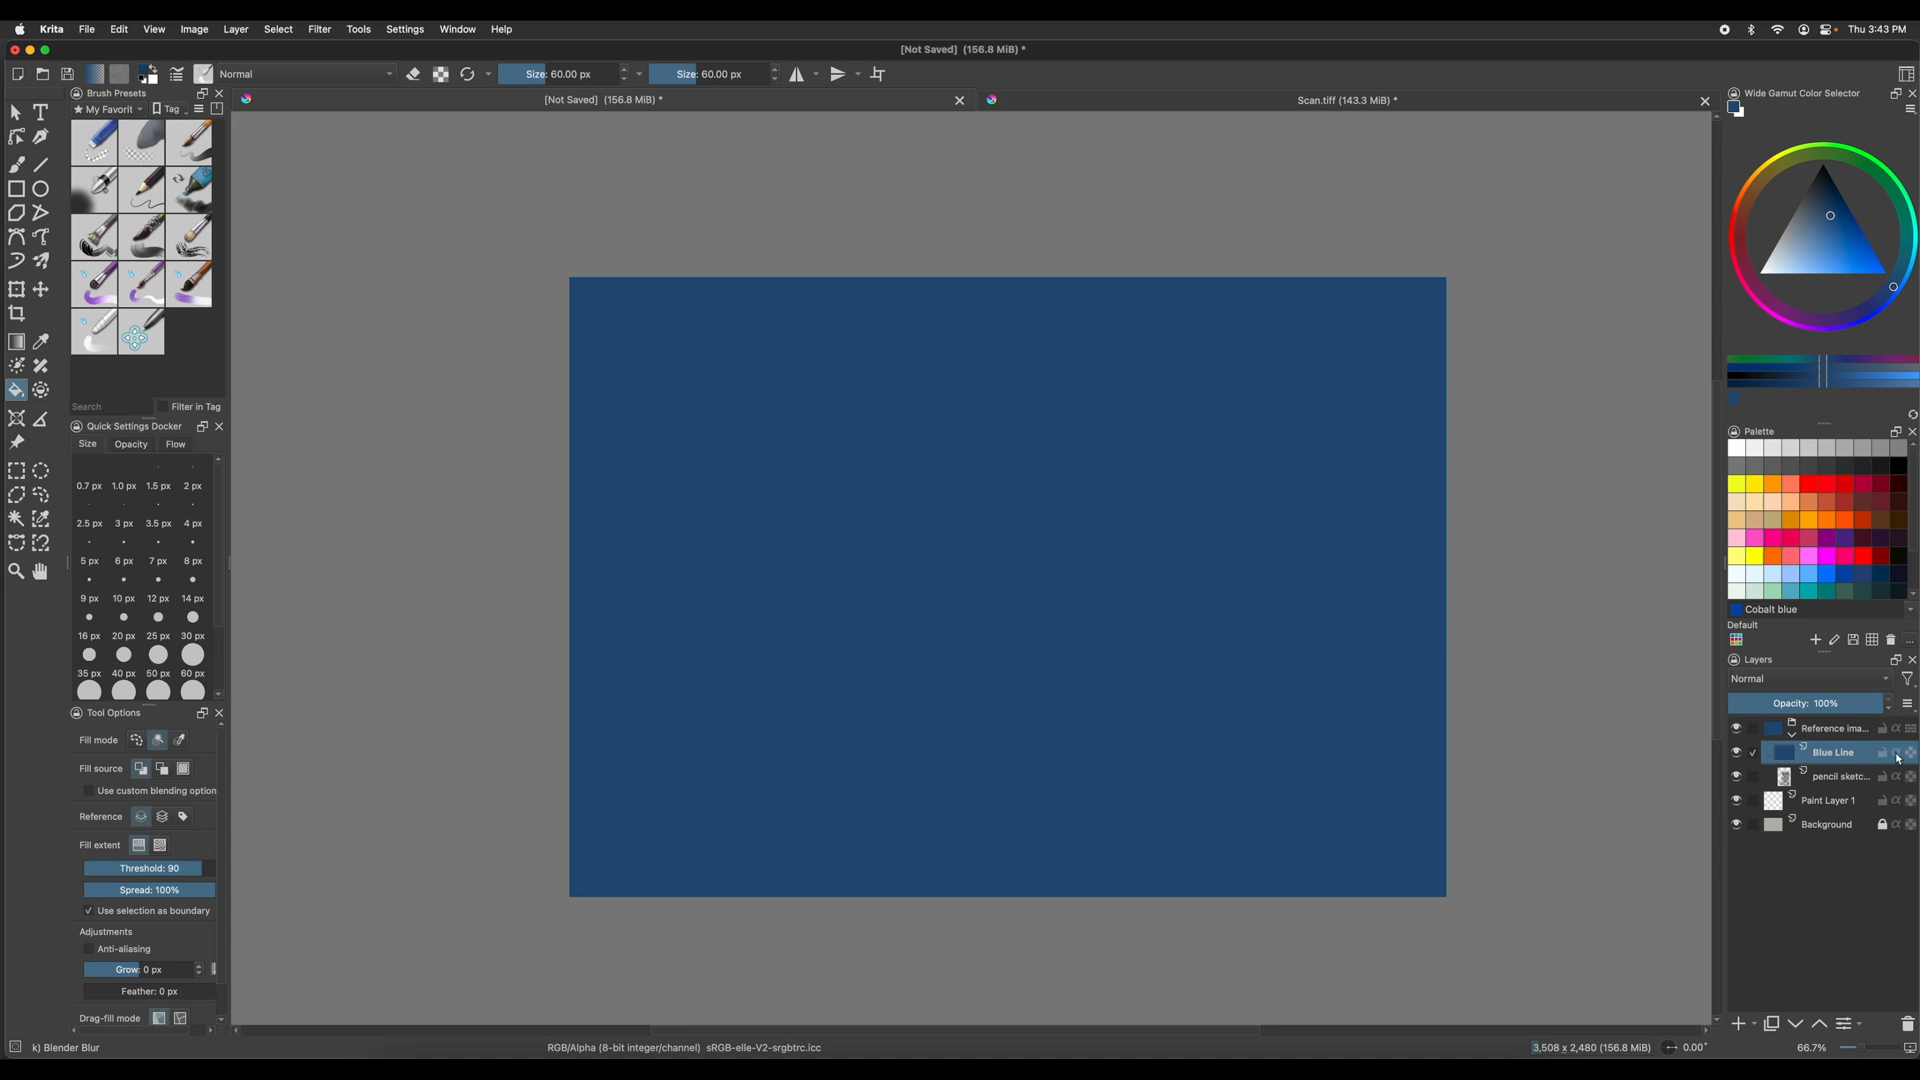 Krita File Edit View Image Layer Select Filter Tools Settings Window Help Thu 3:43 PM
[Not Saved] (156.8 MiB) *
Normal Size: 60.00 px Size: 60.00 px
Brush Presets
My Favorit Tag
[Not Saved] (156.8 MiB) *
Scan.tiff (143.3 MiB) *
Wide Gamut Color Selector
Search Filter in Tag
Quick Settings Docker
Size Opacity Flow
0.7 px 1.0 px 1.5 px 2 px
2.5 px 3 px 3.5 px 4 px
5 px 6 px 7 px 8 px
9 px 10 px 12 px 14 px
16 px 20 px 25 px 30 px
35 px 40 px 50 px 60 px
Tool Options
Fill mode
Fill source
Use custom blending option
Reference
Fill extent
Threshold: 90
Spread: 100%
Use selection as boundary
Adjustments
Anti-aliasing
Grow: 0 px
Feather: 0 px
Drag-fill mode
Palette
Cobalt blue
Default
...
Layers
Normal
Opacity: 100%
Reference ima...
Blue Line
pencil sketc...
Paint Layer 1
Background
k) Blender Blur
RGB/Alpha (8-bit integer/channel) sRGB-elle-V2-srgbtrc.icc
3,508 x 2,480 (156.8 MiB)
0.00°
66.7%